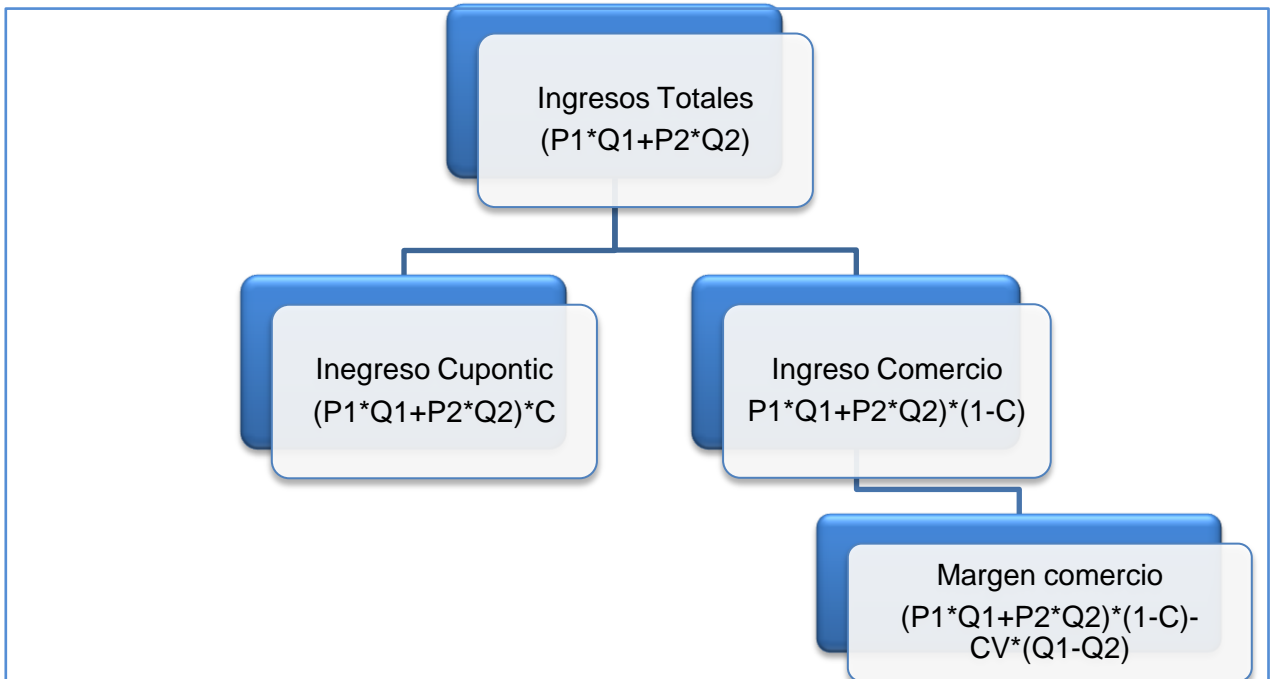 Ingresos Totales
(P1*Q1+P2*Q2)
Inegreso Cupontic
(P1*Q1+P2*Q2)*C
Ingreso Comercio
P1*Q1+P2*Q2)*(1-C)
Margen comercio
(P1*Q1+P2*Q2)*(1-C)-
CV*(Q1-Q2)